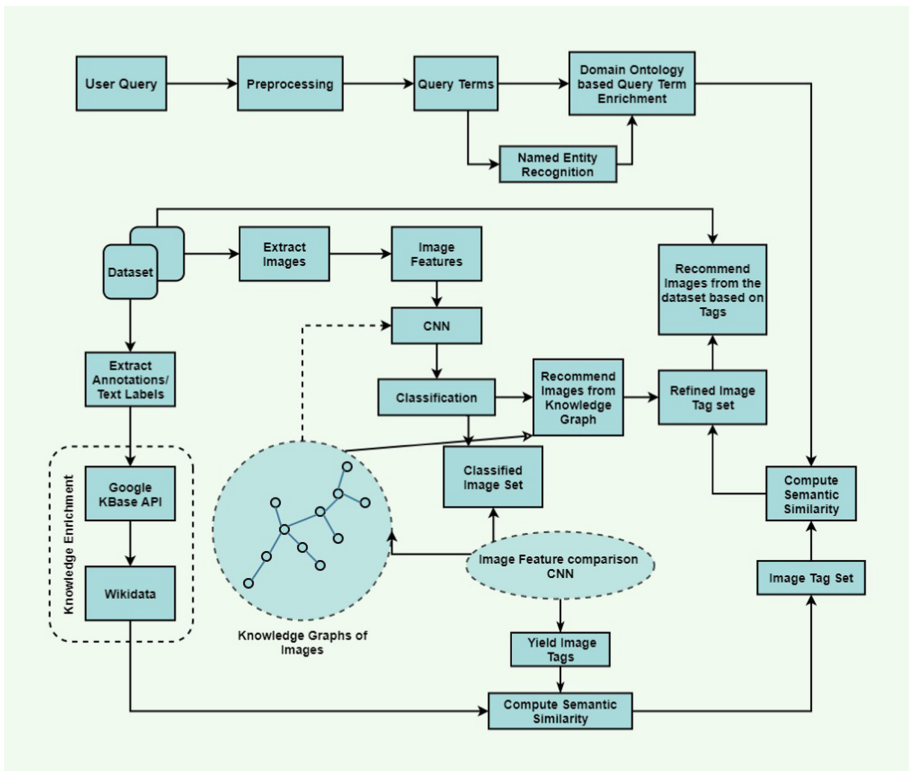 User Query
Preprocessing
Query Terms
Domain Ontology
based Query Term
Enrichment
Named Entity
Recognition
Dataset
Extract
Images
Image
Features
Recommend
Images from the
dataset based on
Tags
CNN
Extract
Annotations/
Text Labels
Classification
Recommend
Images from
Knowledge
Graph
Refined Image
Tag set
Knowledge Enrichment
Google
KBase API
Classified
Image Set
Compute
Semantic
Similarity
Image Feature comparison
CNN
Image Tag Set
Wikidata
Knowledge Graphs of
Images
Yield Image
Tags
Compute Semantic
Similarity